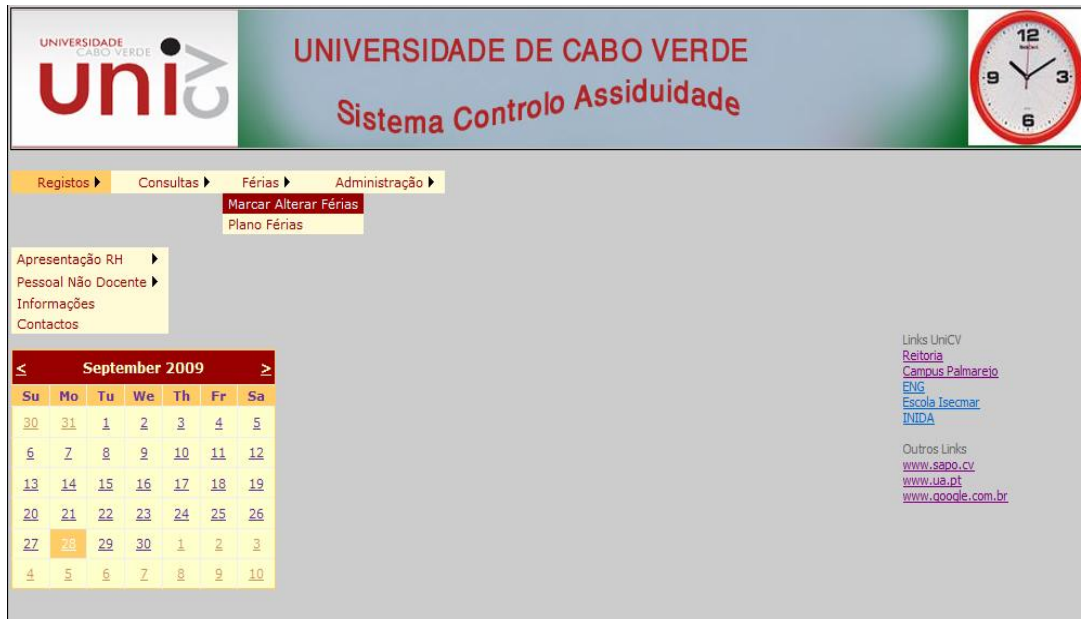 UNIVERSIDADE
CABO VERDE
uni cv
UNIVERSIDADE DE CABO VERDE
Sistema Controlo Assiduidade
12
9 3
6
Registos Consultas Férias Administração
Marcar Alterar Férias
Plano Férias
Apresentação RH
Pessoal Não Docente
Informações
Contactos
< September 2009 >
Su Mo Tu We Th Fr Sa
30 31 1 2 3 4 5
6 7 8 9 10 11 12
13 14 15 16 17 18 19
20 21 22 23 24 25 26
27 28 29 30 1 2 3
4 5 6 7 8 9 10
Links UniCV
Reitoria
Campus Palmarejo
ENG
Escola Isecmar
INIDA
Outros Links
www.sapo.cv
www.ua.pt
www.google.com.br